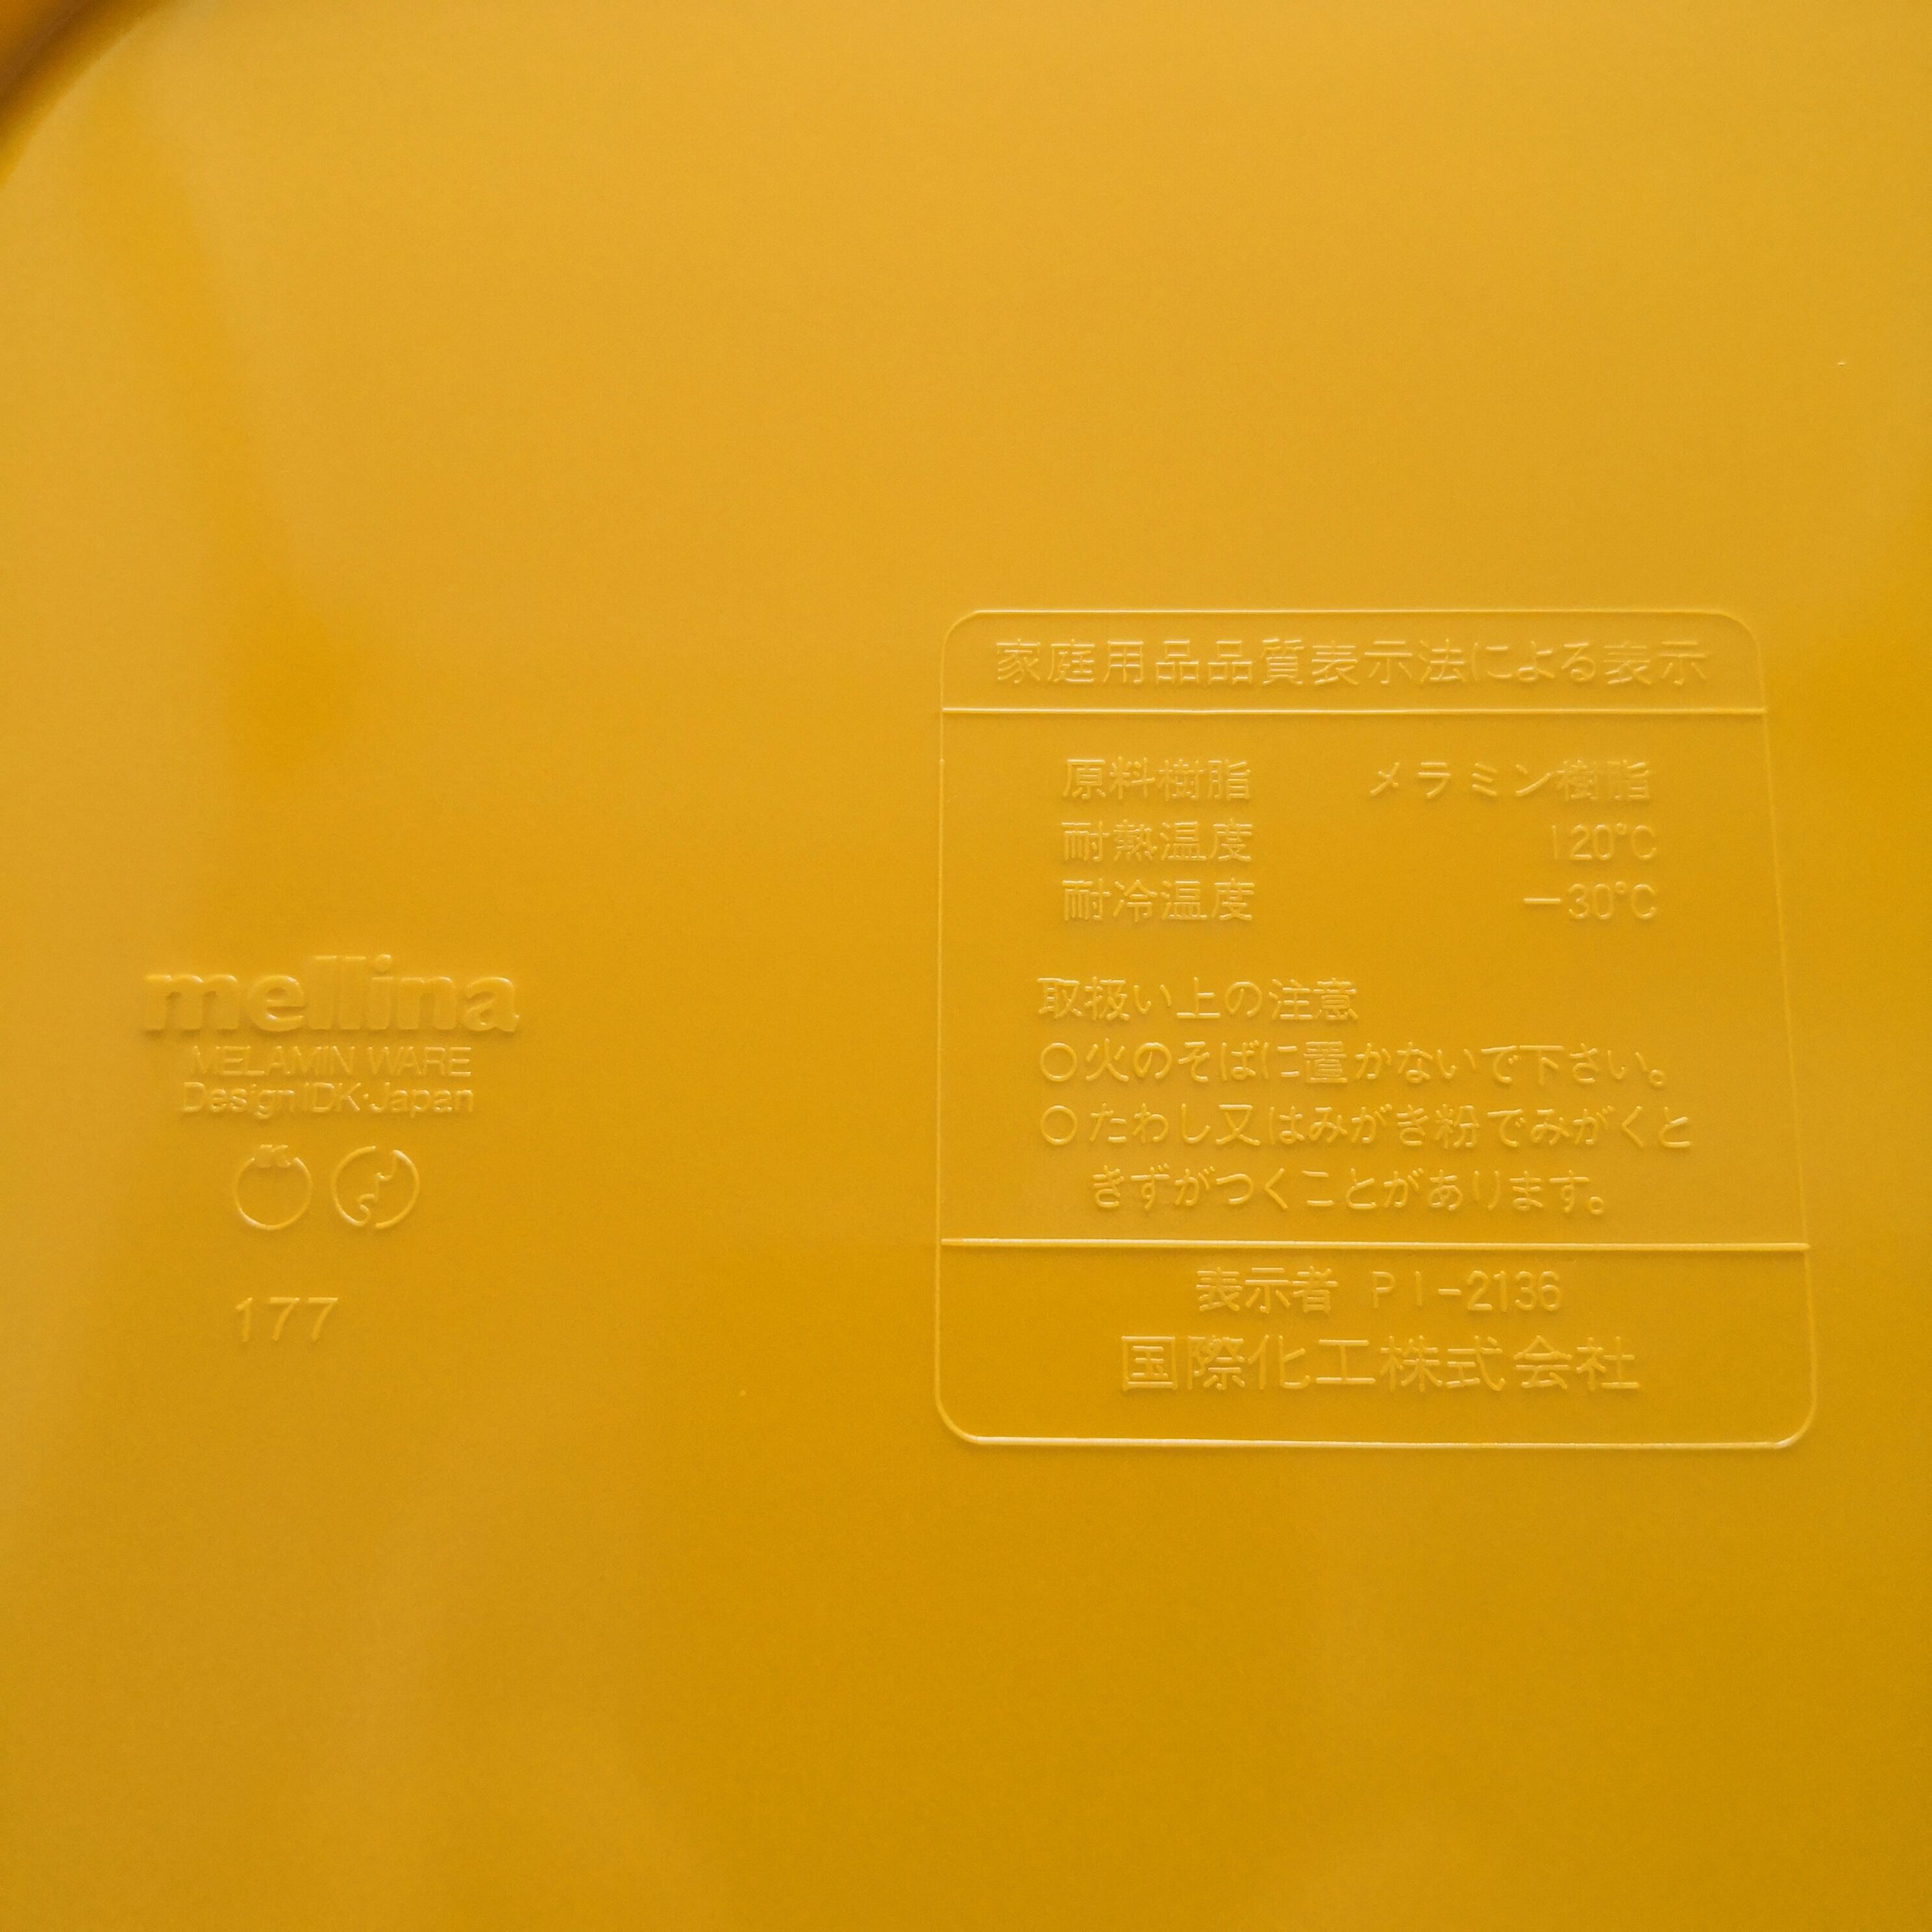 mellina
MELAMIN WARE
Design IDK·Japan
177
家庭用品品質表示法による表示
原料樹脂 メラミン樹脂
耐熱温度 120℃
耐冷温度 −30℃
取扱い上の注意
○火のそばに置かないで下さい。
○たわし又はみがき粉でみがくと
きずがつくことがあります。
表示者 PI-2136
国際化工株式会社